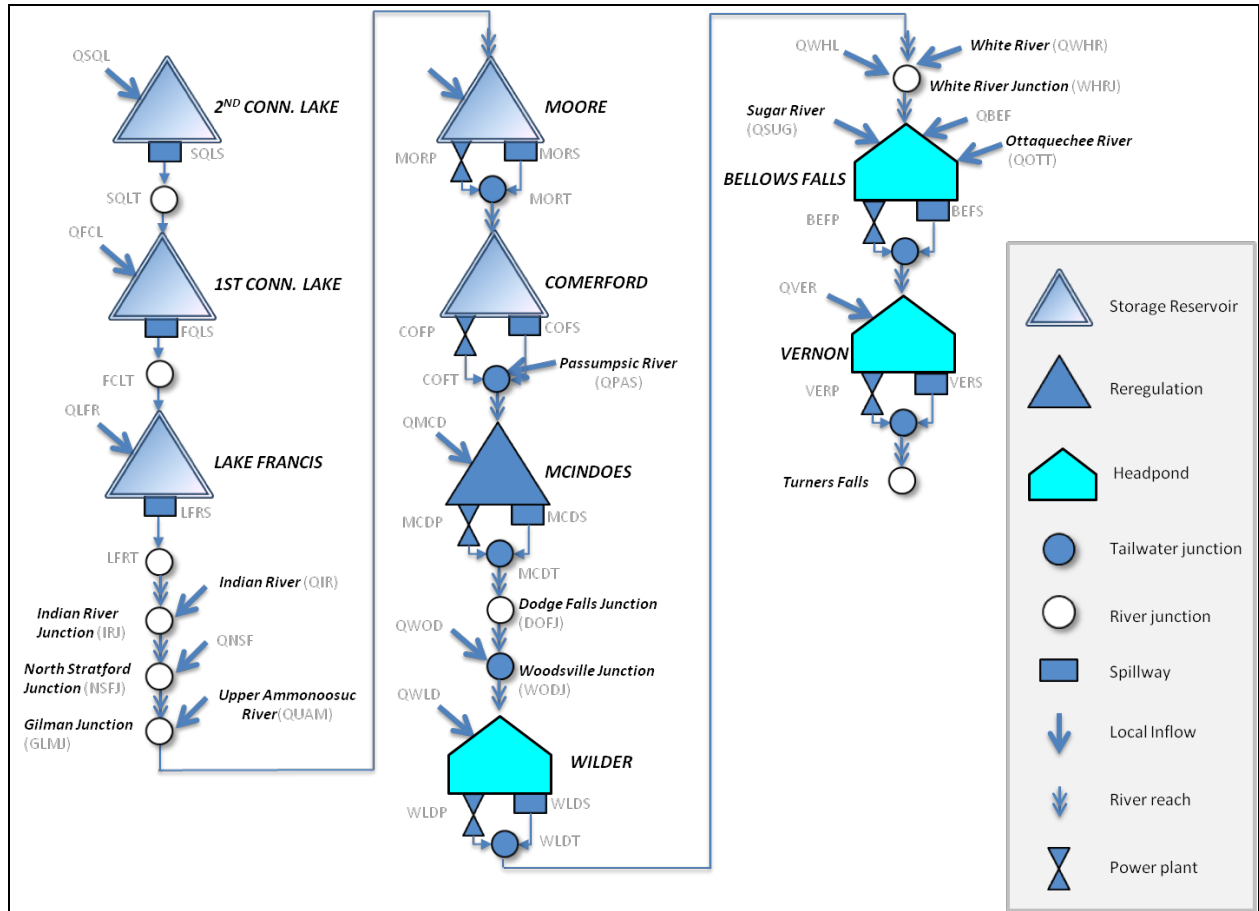 QSQL
2ND CONN. LAKE
SQLS
SQLT
QFCL
1ST CONN. LAKE
FQLS
FCLT
QLFR
LAKE FRANCIS
LFRS
LFRT
Indian River (QIR)
Indian River
Junction (IRJ)
QNSF
North Stratford
Junction (NSFJ)
Upper Ammonoosuc
River(QUAM)
Gilman Junction
(GLMJ)
MOORE
MORP
MORS
MORT
COMERFORD
COFP
COFS
Passumpsic River
(QPAS)
COFT
QMCD
MCINDOES
MCDP
MCDS
MCDT
Dodge Falls Junction
(DOFJ)
QWOD
Woodsville Junction
(WODJ)
QWLD
WILDER
WLDP
WLDS
WLDT
QWHL
White River (QWHR)
White River Junction (WHRJ)
Sugar River
(QSUG)
QBEF
Ottaquechee River
(QOTT)
BELLOWS FALLS
BEFP
BEFS
QVER
VERNON
VERP
VERS
Turners Falls
Storage Reservoir
Reregulation
Headpond
Tailwater junction
River junction
Spillway
Local Inflow
River reach
Power plant